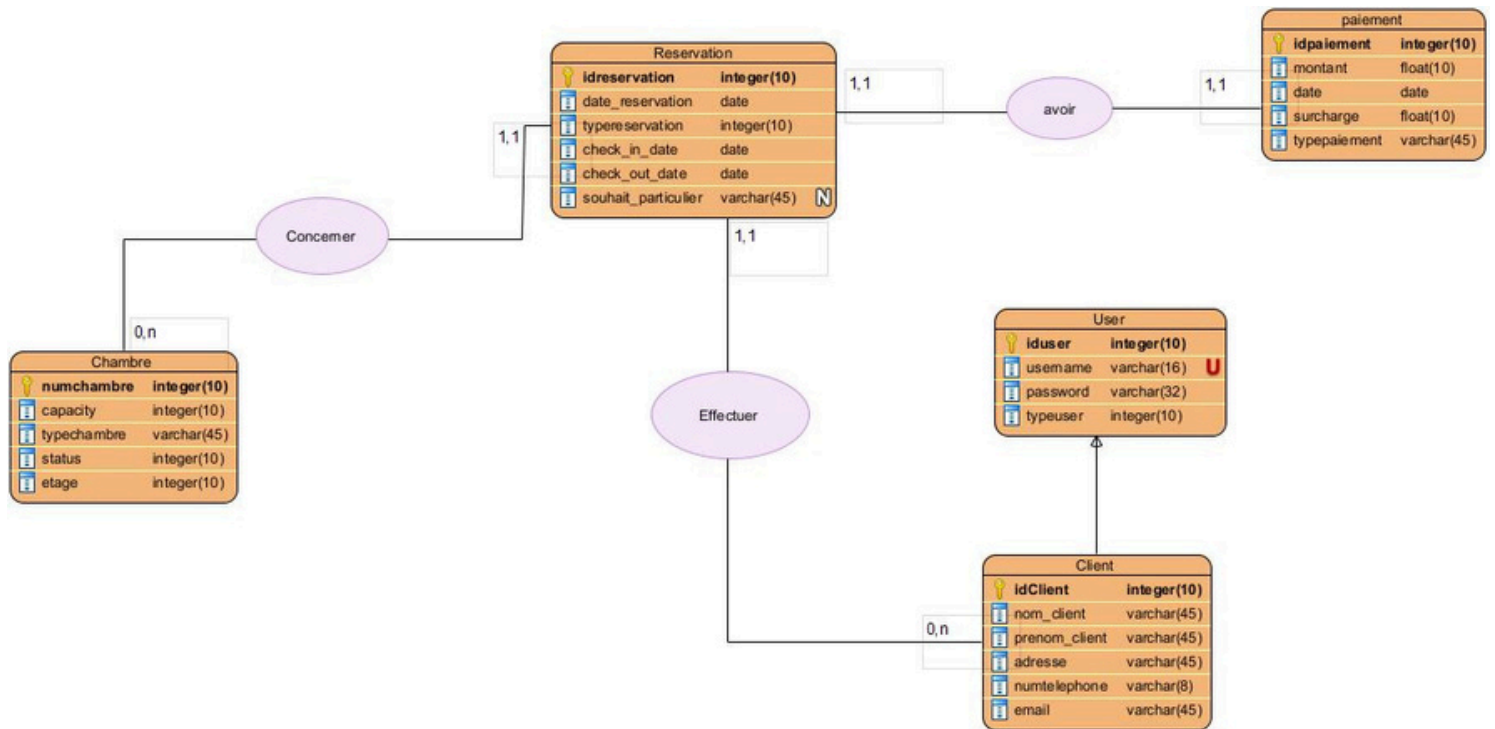 paiement
idpaiement integer(10)
montant float(10)
date date
surcharge float(10)
typepaiement varchar(45)
Reservation
idreservation integer(10)
date_reservation date
typereservation integer(10)
check_in_date date
check_out_date date
souhait_particulier varchar(45) N
1,1
avoir
1,1
1,1
Concerner
1,1
0,n
Chambre
numchambre integer(10)
capacity integer(10)
typechambre varchar(45)
status integer(10)
etage integer(10)
Effectuer
User
iduser integer(10)
username varchar(16) U
password varchar(32)
typeuser integer(10)
0,n
Client
idClient integer(10)
nom_client varchar(45)
prenom_client varchar(45)
adresse varchar(45)
numtelephone varchar(8)
email varchar(45)